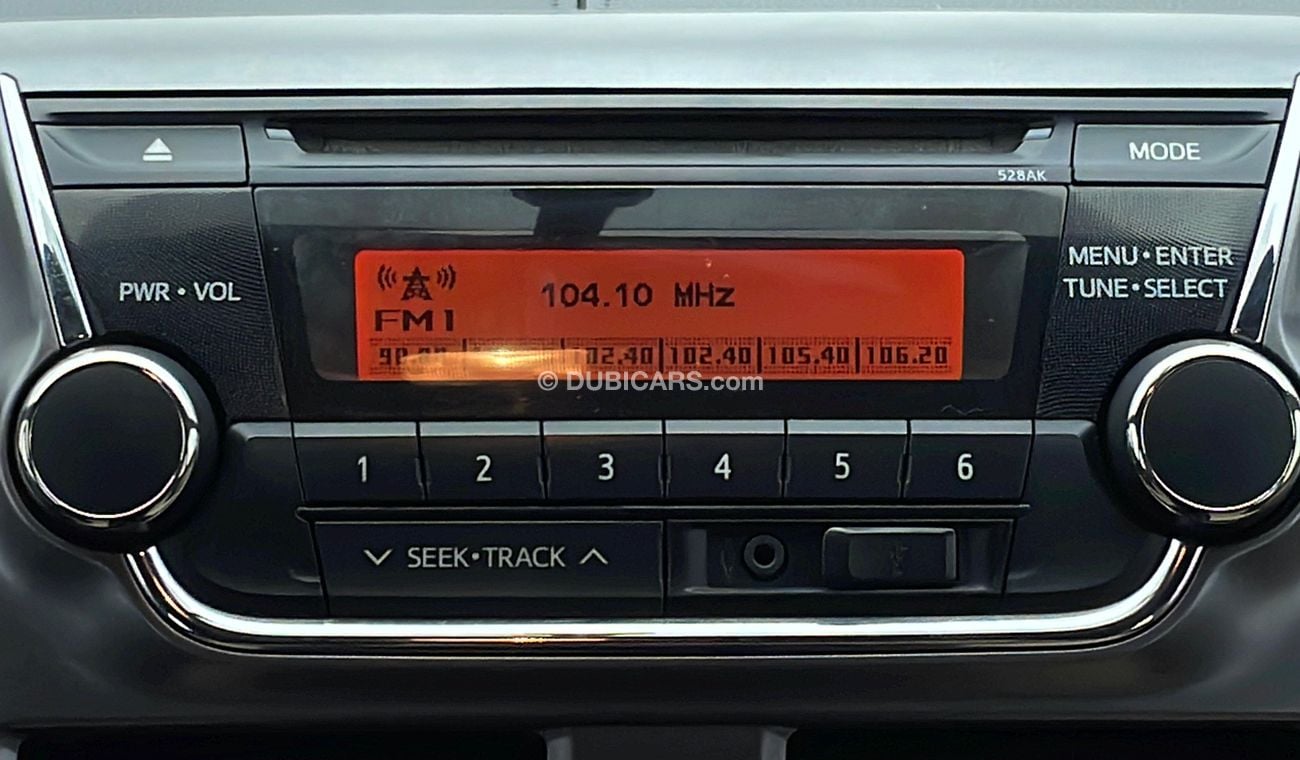 MODE
528AK
PWR • VOL
104.10 MHz
FM1
102.40 102.40 105.40 106.20
MENU • ENTER
TUNE • SELECT
© DUBICARS.com
1 2 3 4 5 6
SEEK • TRACK